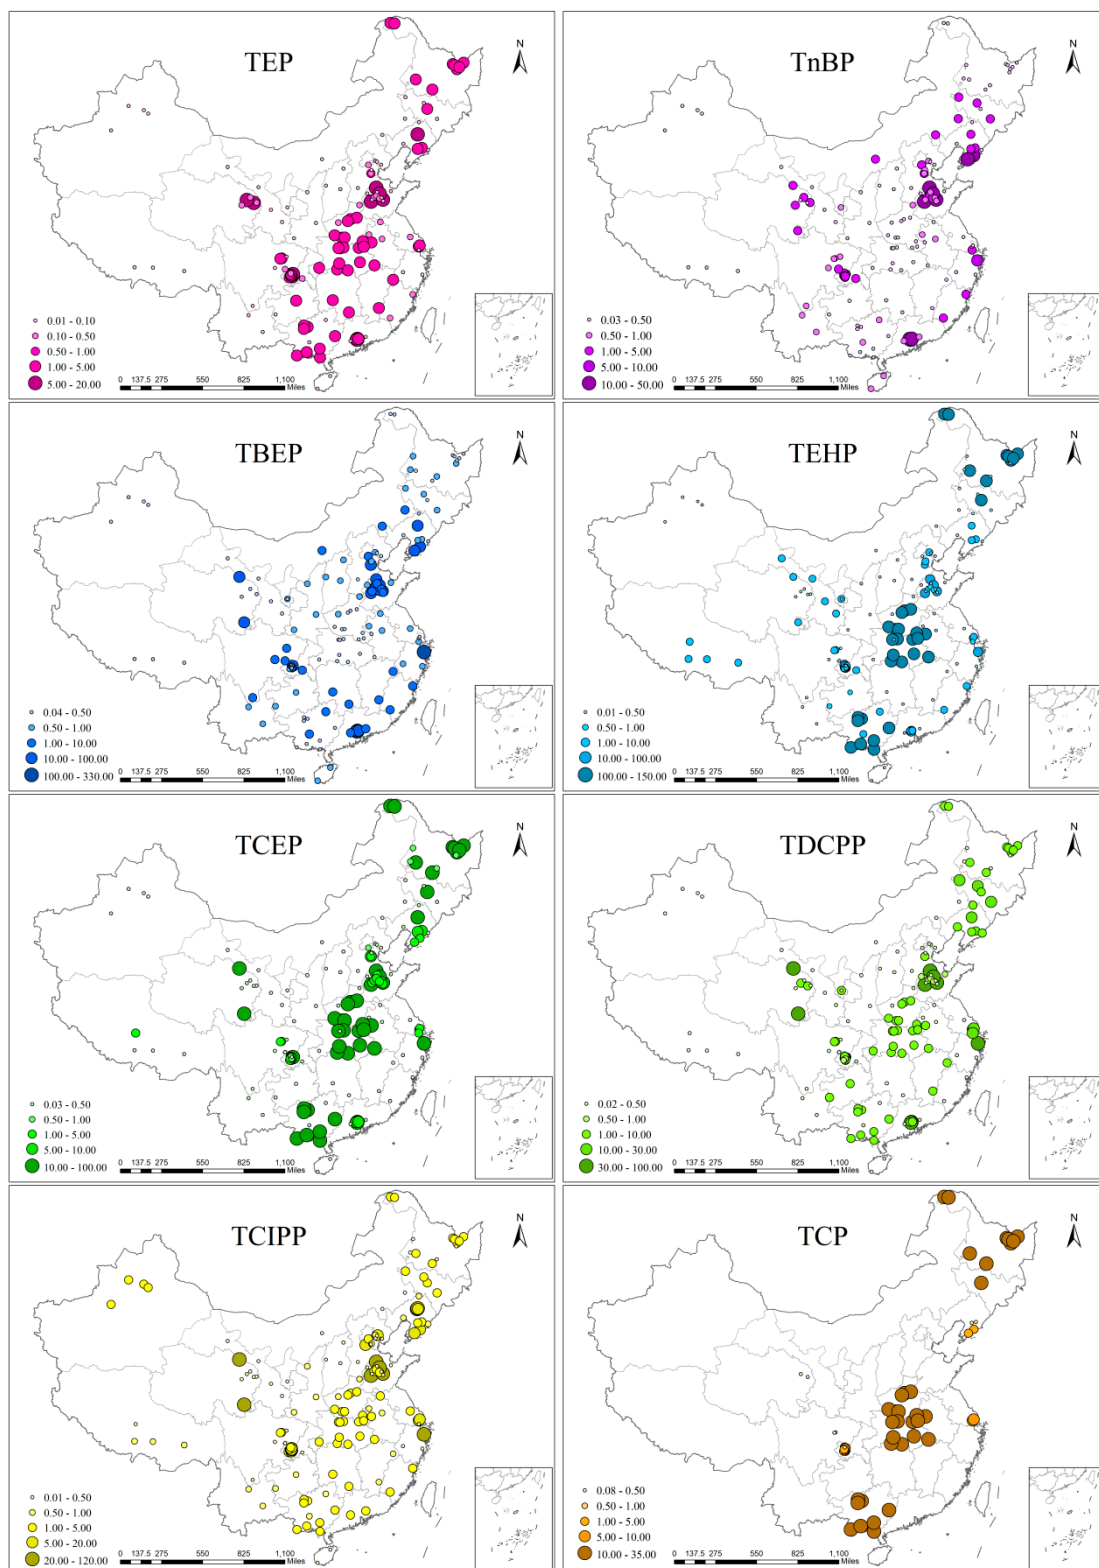 TEP
N
0.01 - 0.10
0.10 - 0.50
0.50 - 1.00
1.00 - 5.00
5.00 - 20.00
0 137.5 275 550 825 1,100
Miles
TnBP
N
0.03 - 0.50
0.50 - 1.00
1.00 - 5.00
5.00 - 10.00
10.00 - 50.00
0 137.5 275 550 825 1,100
Miles
TBEP
N
0.04 - 0.50
0.50 - 1.00
1.00 - 10.00
10.00 - 100.00
100.00 - 330.00
0 137.5 275 550 825 1,100
Miles
TEHP
N
0.01 - 0.50
0.50 - 1.00
1.00 - 10.00
10.00 - 100.00
100.00 - 150.00
0 137.5 275 550 825 1,100
Miles
TCEP
N
0.03 - 0.50
0.50 - 1.00
1.00 - 5.00
5.00 - 10.00
10.00 - 100.00
0 137.5 275 550 825 1,100
Miles
TDCPP
N
0.02 - 0.50
0.50 - 1.00
1.00 - 10.00
10.00 - 30.00
30.00 - 100.00
0 137.5 275 550 825 1,100
Miles
TCIPP
N
0.01 - 0.50
0.50 - 1.00
1.00 - 5.00
5.00 - 20.00
20.00 - 120.00
0 137.5 275 550 825 1,100
Miles
TCP
N
0.08 - 0.50
0.50 - 1.00
1.00 - 5.00
5.00 - 10.00
10.00 - 35.00
0 137.5 275 550 825 1,100
Miles